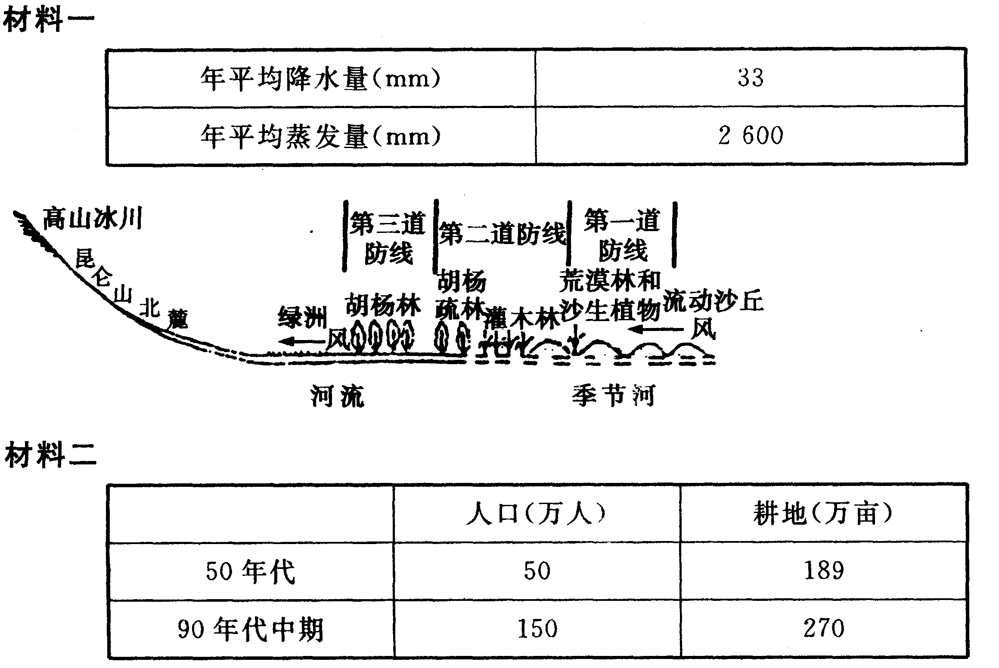 材料一
年平均降水量(mm) 33
年平均蒸发量(mm) 2 600
高山冰川
昆仑山北麓
第三道
防线
第二道防线
第一道
防线
绿洲
风
胡杨林
胡杨
疏林
灌木林
荒漠林和
沙生植物
流动沙丘
风
河流
季节河
材料二
人口(万人) 耕地(万亩)
50年代 50 189
90年代中期 150 270